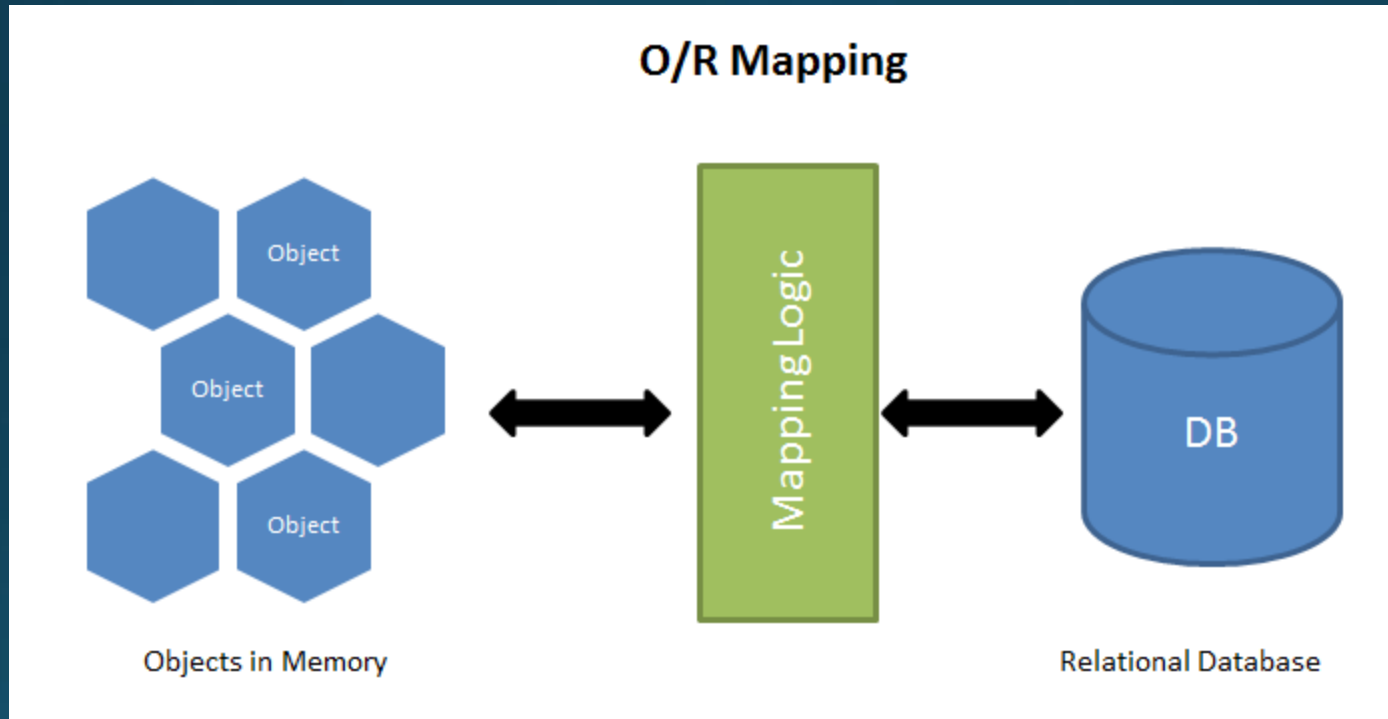 O/R Mapping
Object
Object
Object
Mapping Logic
DB
Objects in Memory
Relational Database